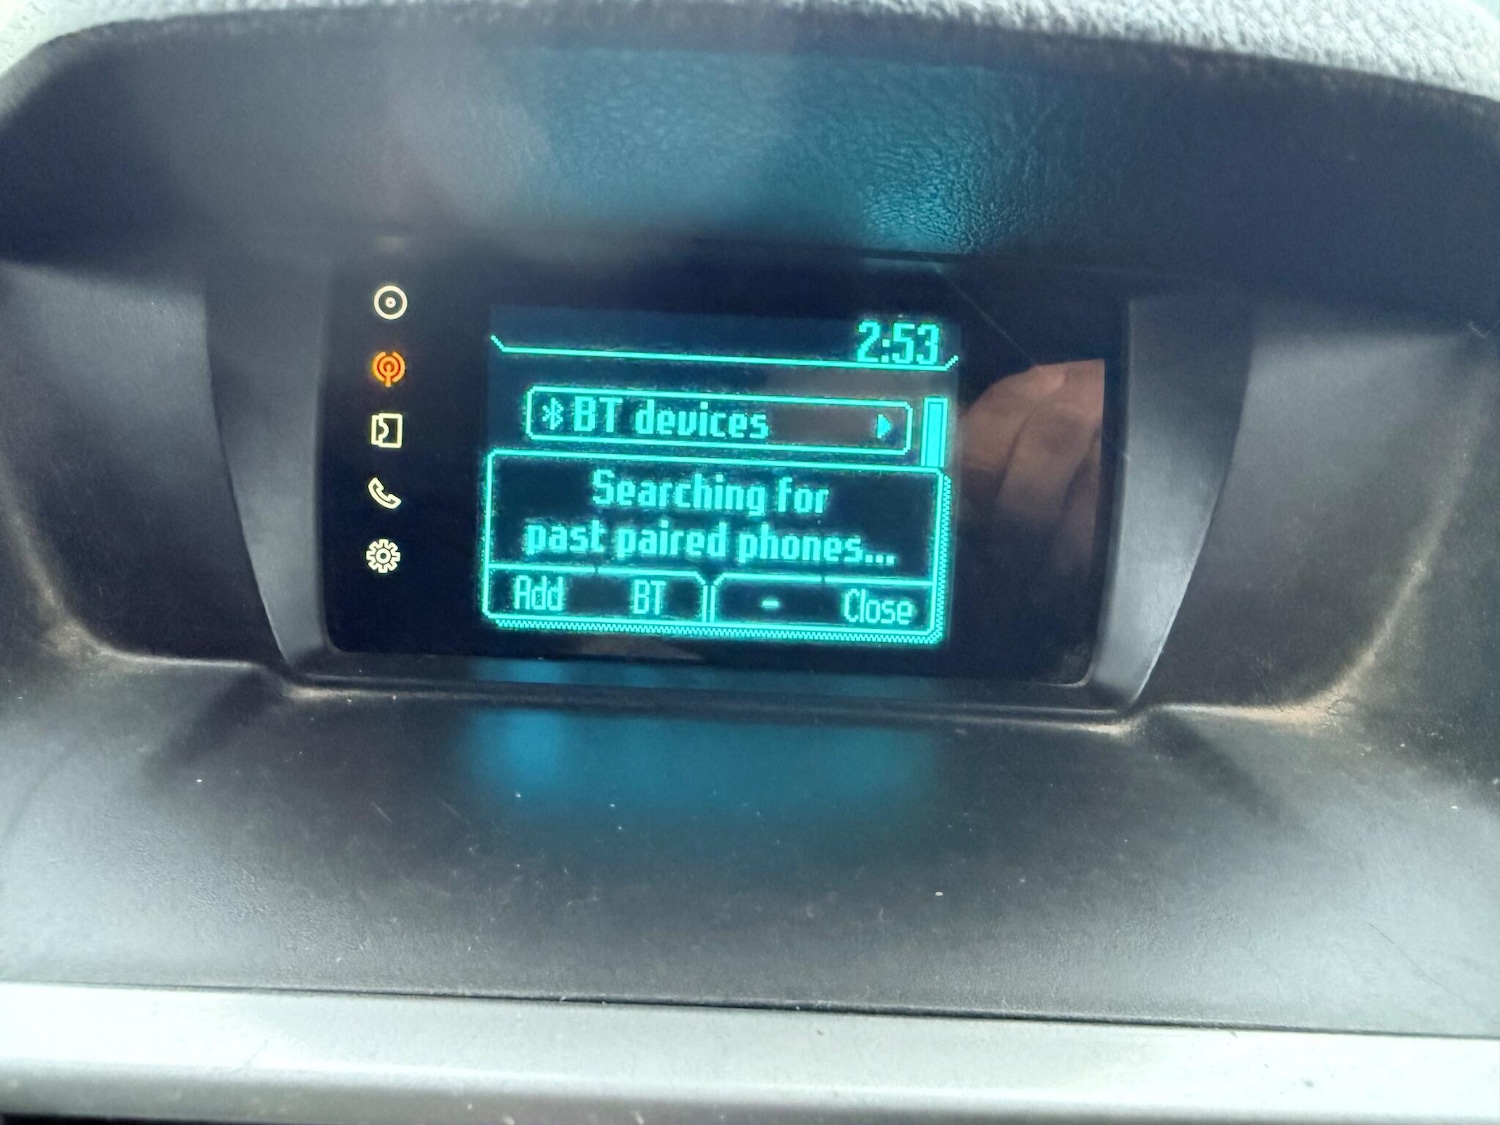 2:53
BT devices
Searching for
past paired phones...
Add BT - Close